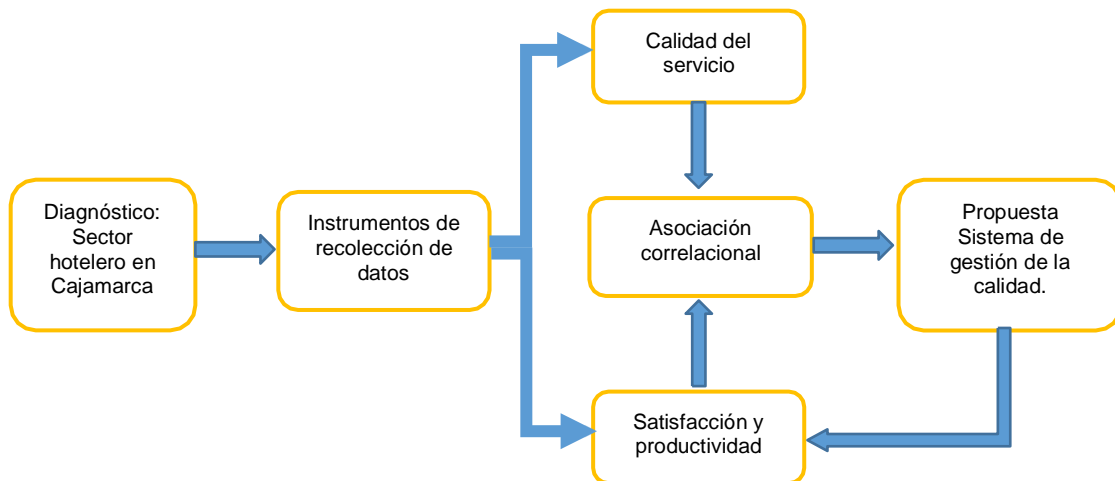 Calidad del
servicio
Diagnóstico:
Sector
hotelero en
Cajamarca
Instrumentos de
recolección de
datos
Asociación
correlacional
Propuesta
Sistema de
gestión de la
calidad.
Satisfacción y
productividad